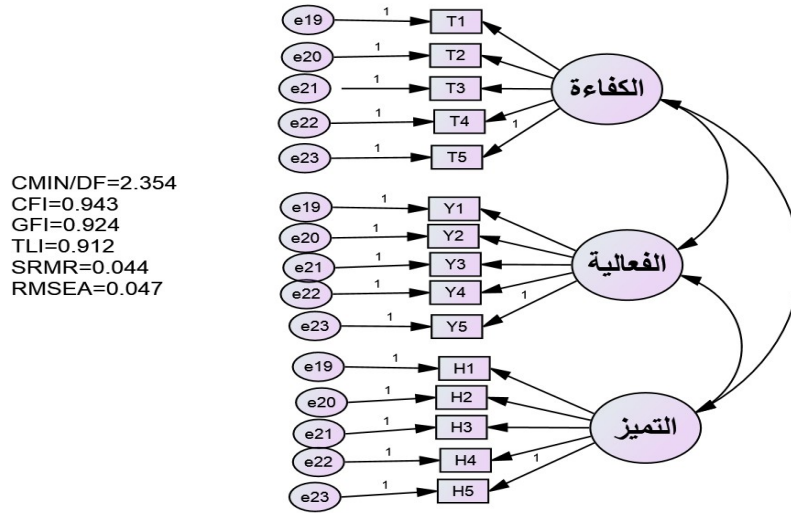 CMIN/DF=2.354
CFI=0.943
GFI=0.924
TLI=0.912
SRMR=0.044
RMSEA=0.047
e19 1 T1
e20 1 T2
e21 1 T3
e22 1 T4 1
e23 1 T5
الكفاءة
e19 1 Y1
e20 1 Y2
e21 1 Y3
e22 1 Y4 1
e23 1 Y5
الفعالية
e19 1 H1
e20 1 H2
e21 1 H3
e22 1 H4 1
e23 1 H5
التميز